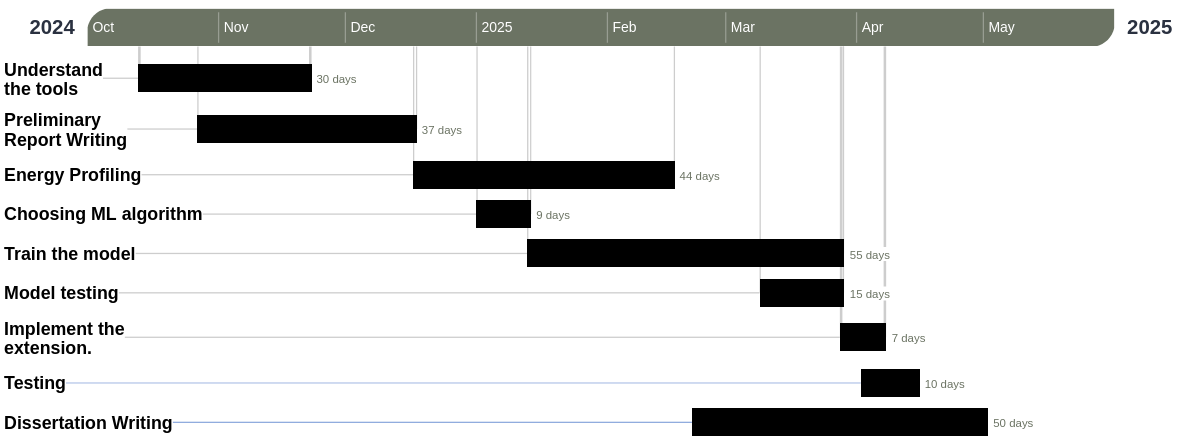 2024 Oct Nov Dec 2025 Feb Mar Apr May 2025
Understand
the tools
30 days
Preliminary
Report Writing
37 days
Energy Profiling 44 days
Choosing ML algorithm 9 days
Train the model 55 days
Model testing 15 days
Implement the
extension.
7 days
Testing 10 days
Dissertation Writing 50 days